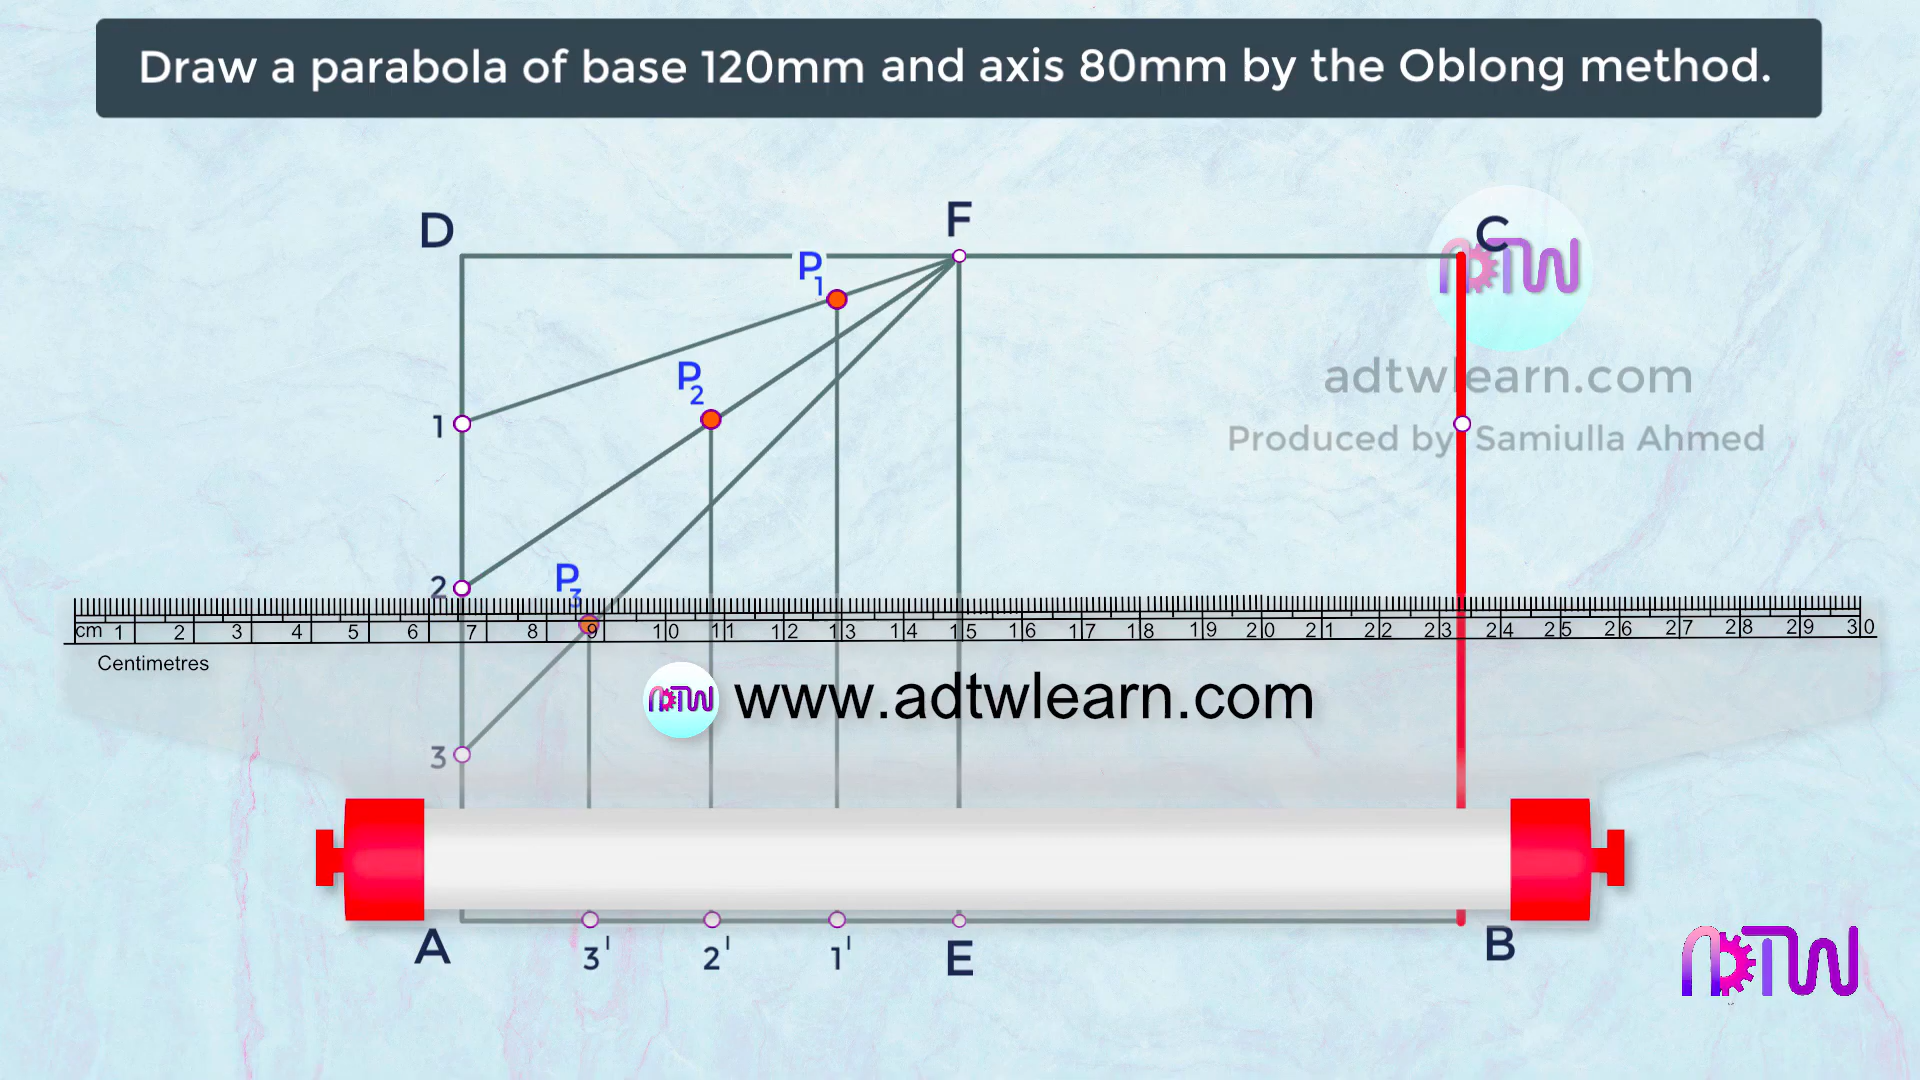 Draw a parabola of base 120mm and axis 80mm by the Oblong method.
D
F
C
P1
P2
adtwlearn.com
1
Produced by Samiulla Ahmed
P3
2
cm 1 2 3 4 5 6 7 8 9 10 11 12 13 14 15 16 17 18 19 20 21 22 23 24 25 26 27 28 29 30
Centimetres
www.adtwlearn.com
3
A
3' 2' 1'
E
B